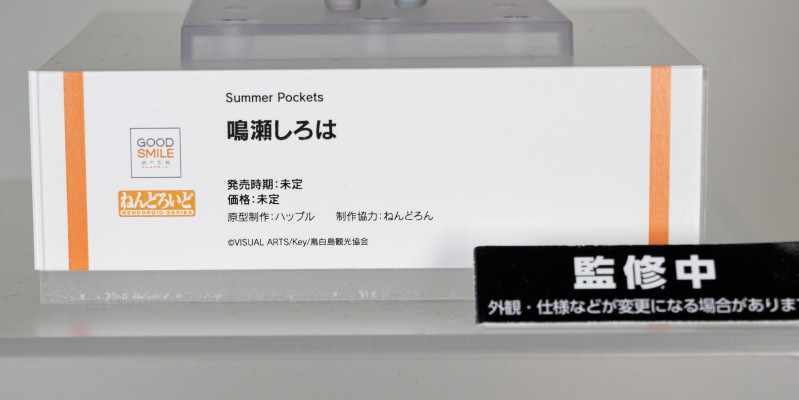 Summer Pockets
鳴瀬しろは
GOOD
SMILE
ねんどろいど
NENDOROID SERIES
発売時期:未定
価格:未定
原型制作:ハップル 制作協力:ねんどろん
©VISUAL ARTS/Key/鳥白島観光協会
監修中
外観・仕様などが変更になる場合があります